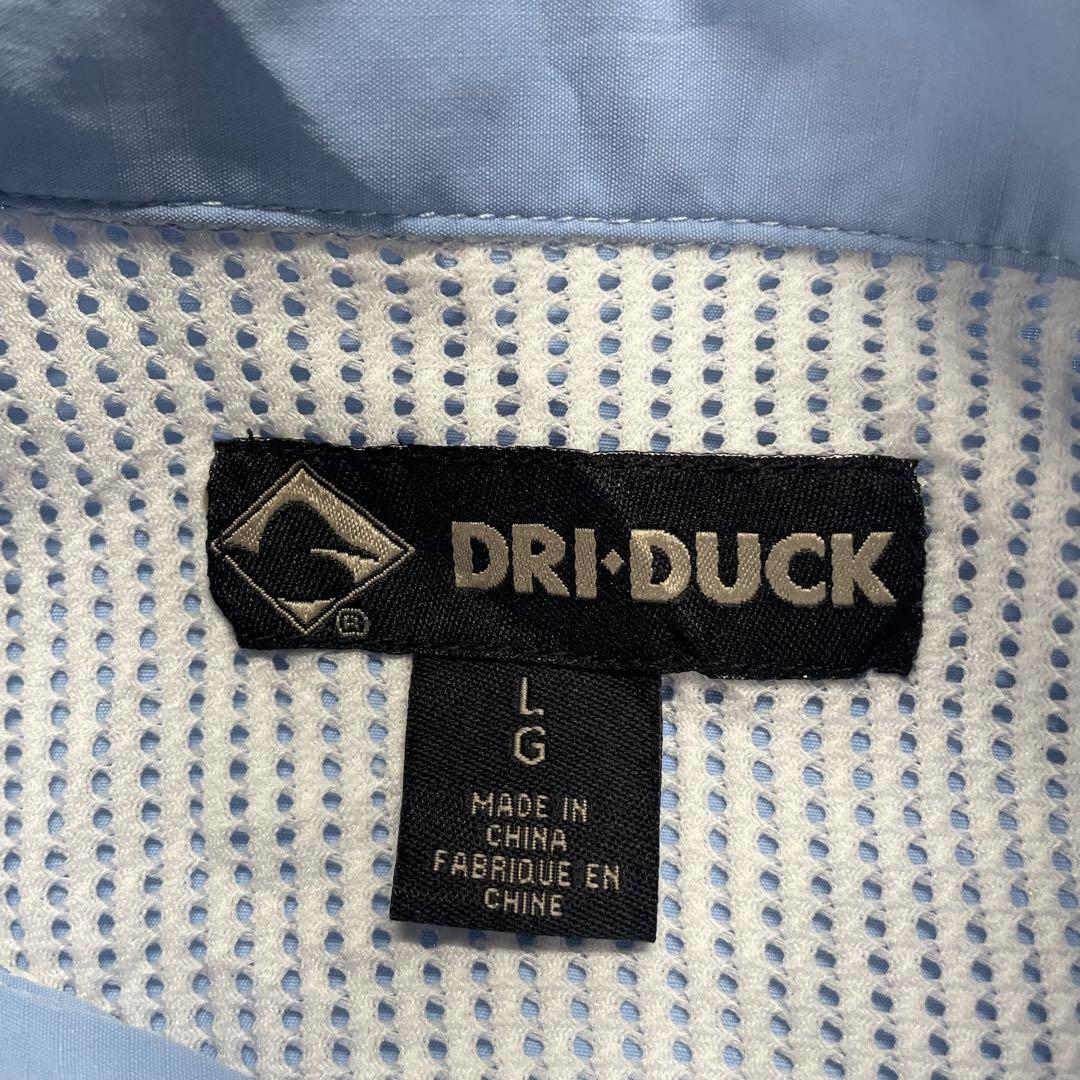 DRI•DUCK
®
L
G
MADE IN
CHINA
FABRIQUE EN
CHINE